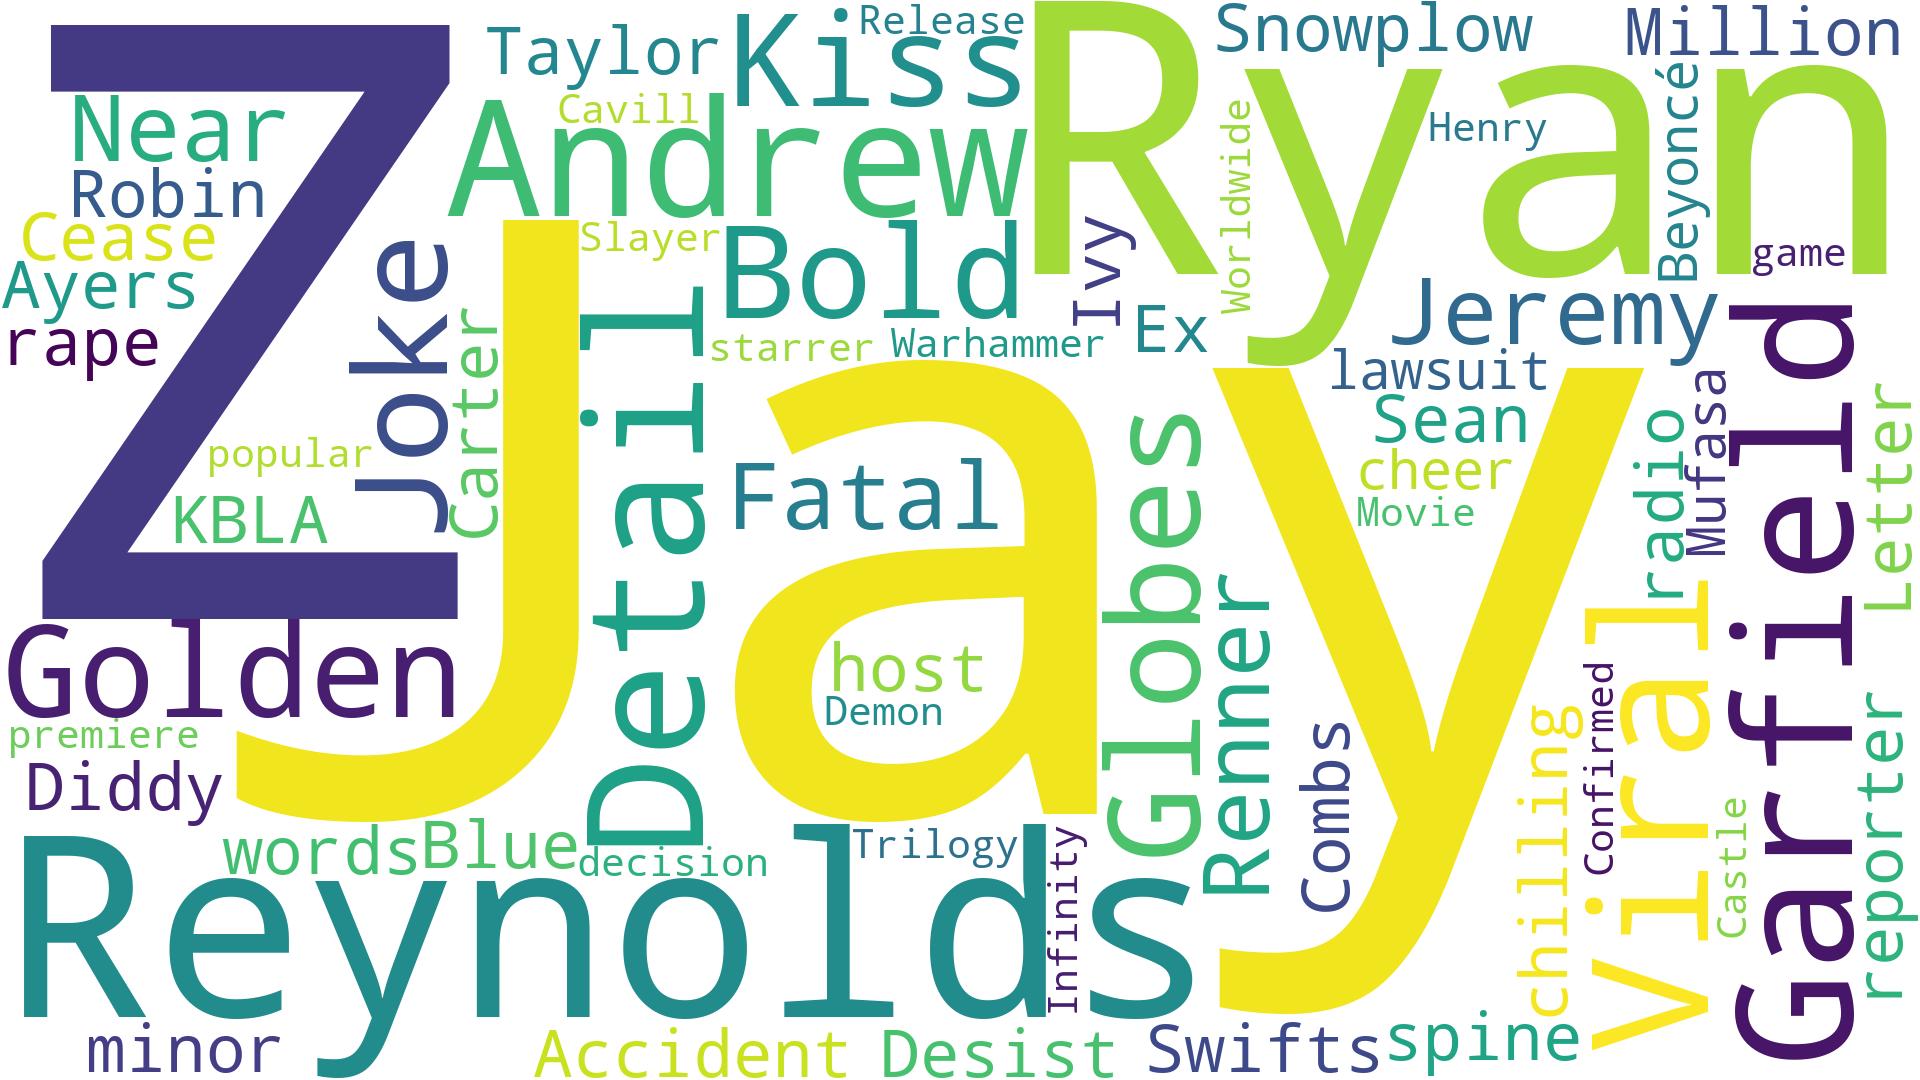 Z
Jay
Ryan
Taylor
Kiss
Release
Snowplow
Million
Near
Robin
Cease
Ayers
rape
Cavill
Andrew
Slayer
Bold
Ivy
Worldwide
Henry
Beyoncé
game
Joke
Carter
Detail
starrer
Warhammer
Ex
Jeremy
lawsuit
Sean
cheer
Movie
radio
Mufasa
Garfield
Letter
popular
KBLA
Fatal
Globes
Renner
Golden
host
Demon
premiere
Diddy
Combs
chilling
Confirmed
viral
Castle
reporter
words
Blue
decision
Trilogy
Infinity
Reynolds
minor
Accident
Desist
Swifts
spine